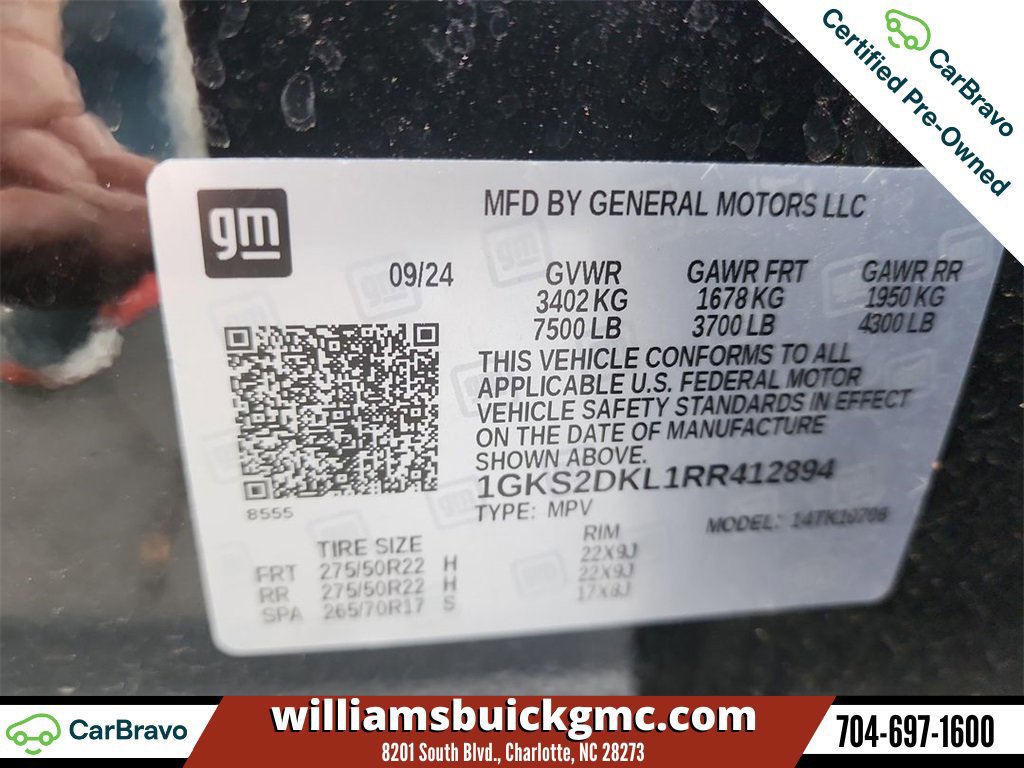 CarBravo
Certified Pre-Owned
gm
MFD BY GENERAL MOTORS LLC
09/24
GVWR GAWR FRT GAWR RR
3402 KG 1678 KG 1950 KG
7500 LB 3700 LB 4300 LB
THIS VEHICLE CONFORMS TO ALL
APPLICABLE U.S. FEDERAL MOTOR
VEHICLE SAFETY STANDARDS IN EFFECT
ON THE DATE OF MANUFACTURE
SHOWN ABOVE.
1GKS2DKL1RR412894
8555
TYPE: MPV
MODEL:
TIRE SIZE RIM
FRT 275/50R22 H 22X9J
RR 275/50R22 H 22X9J
SPA 265/70R17 S 17X8J
CarBravo
williamsbuickgmc.com
8201 South Blvd., Charlotte, NC 28273
704-697-1600